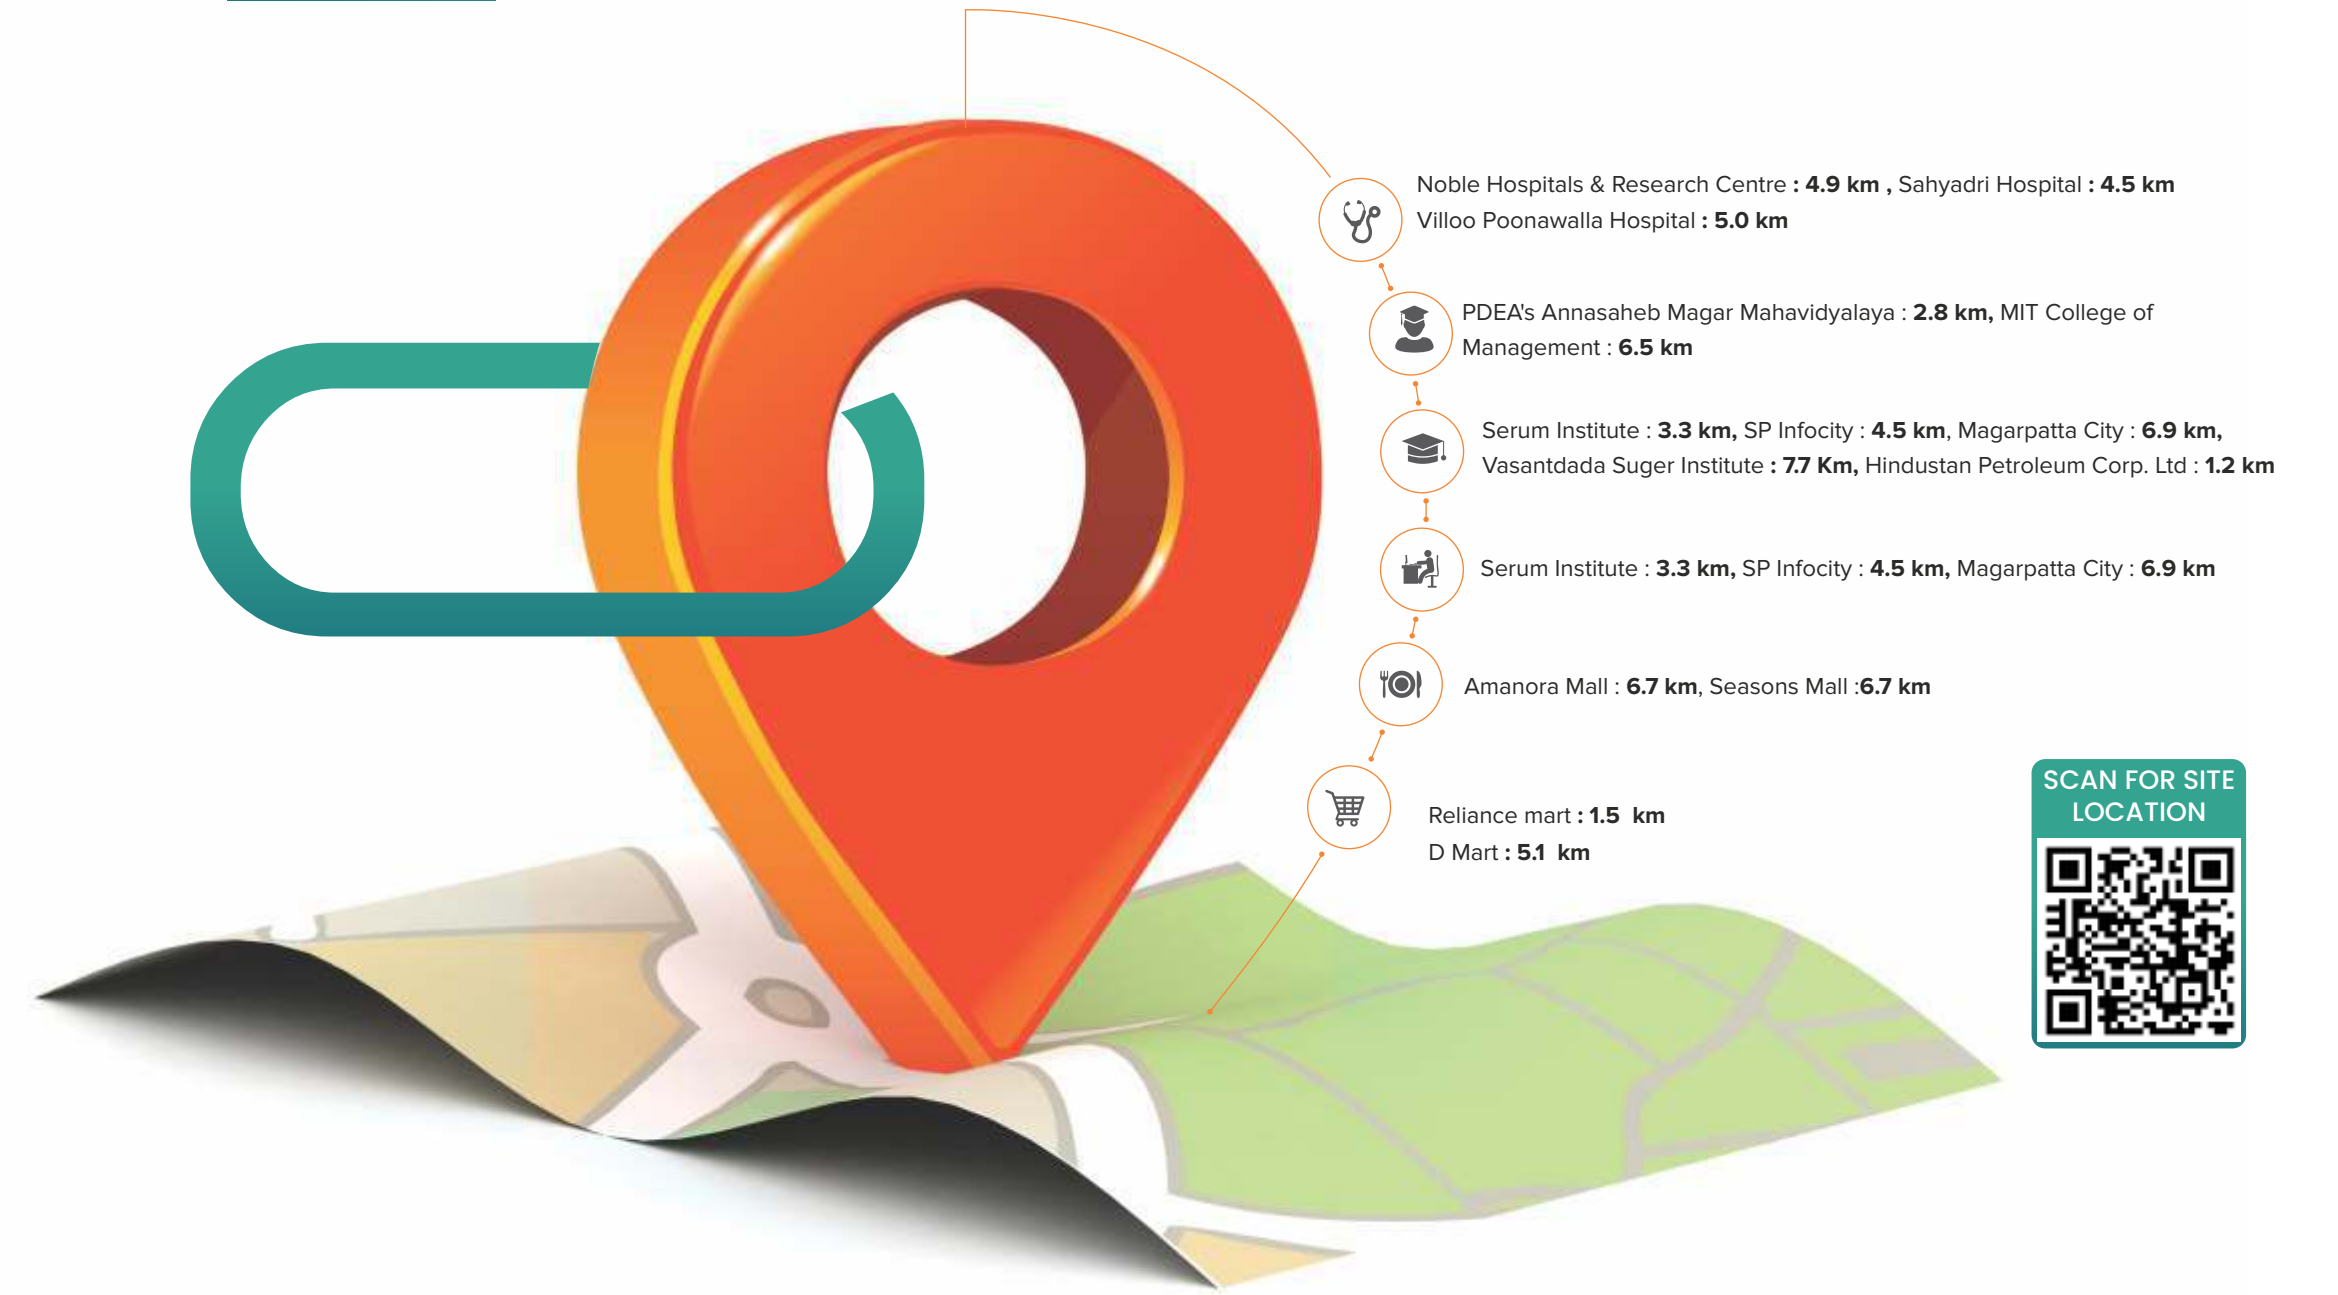 Noble Hospitals & Research Centre : 4.9 km , Sahyadri Hospital : 4.5 km
Villoo Poonawalla Hospital : 5.0 km
PDEA's Annasaheb Magar Mahavidyalaya : 2.8 km, MIT College of
Management : 6.5 km
Serum Institute : 3.3 km, SP Infocity : 4.5 km, Magarpatta City : 6.9 km,
Vasantdada Suger Institute : 7.7 Km, Hindustan Petroleum Corp. Ltd : 1.2 km
Serum Institute : 3.3 km, SP Infocity : 4.5 km, Magarpatta City : 6.9 km
Amanora Mall : 6.7 km, Seasons Mall :6.7 km
Reliance mart : 1.5 km
D Mart : 5.1 km
SCAN FOR SITE
LOCATION